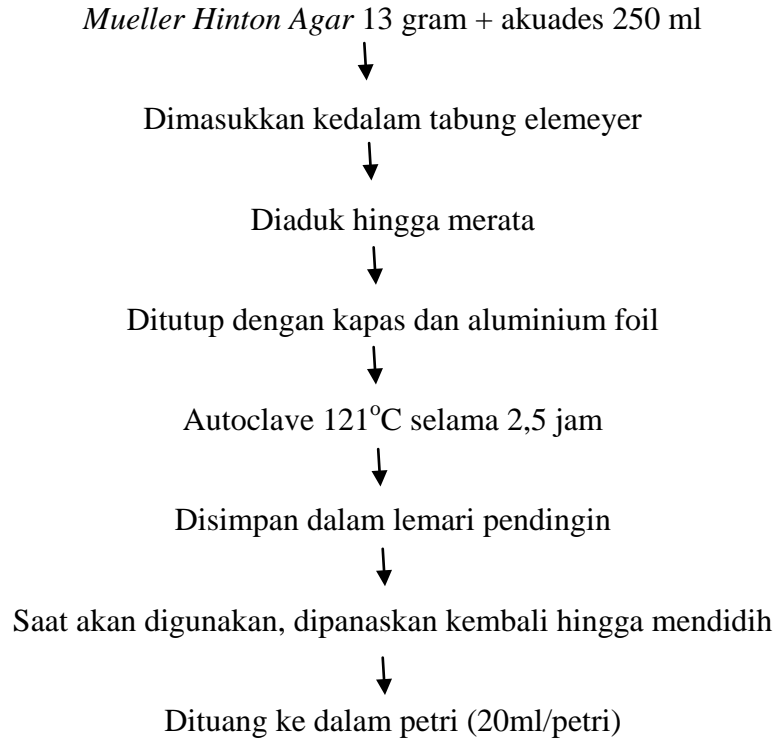 Mueller Hinton Agar 13 gram + akuades 250 ml
Dimasukkan kedalam tabung elemeyer
Diaduk hingga merata
Ditutup dengan kapas dan aluminium foil
Autoclave 121°C selama 2,5 jam
Disimpan dalam lemari pendingin
Saat akan digunakan, dipanaskan kembali hingga mendidih
Dituang ke dalam petri (20ml/petri)